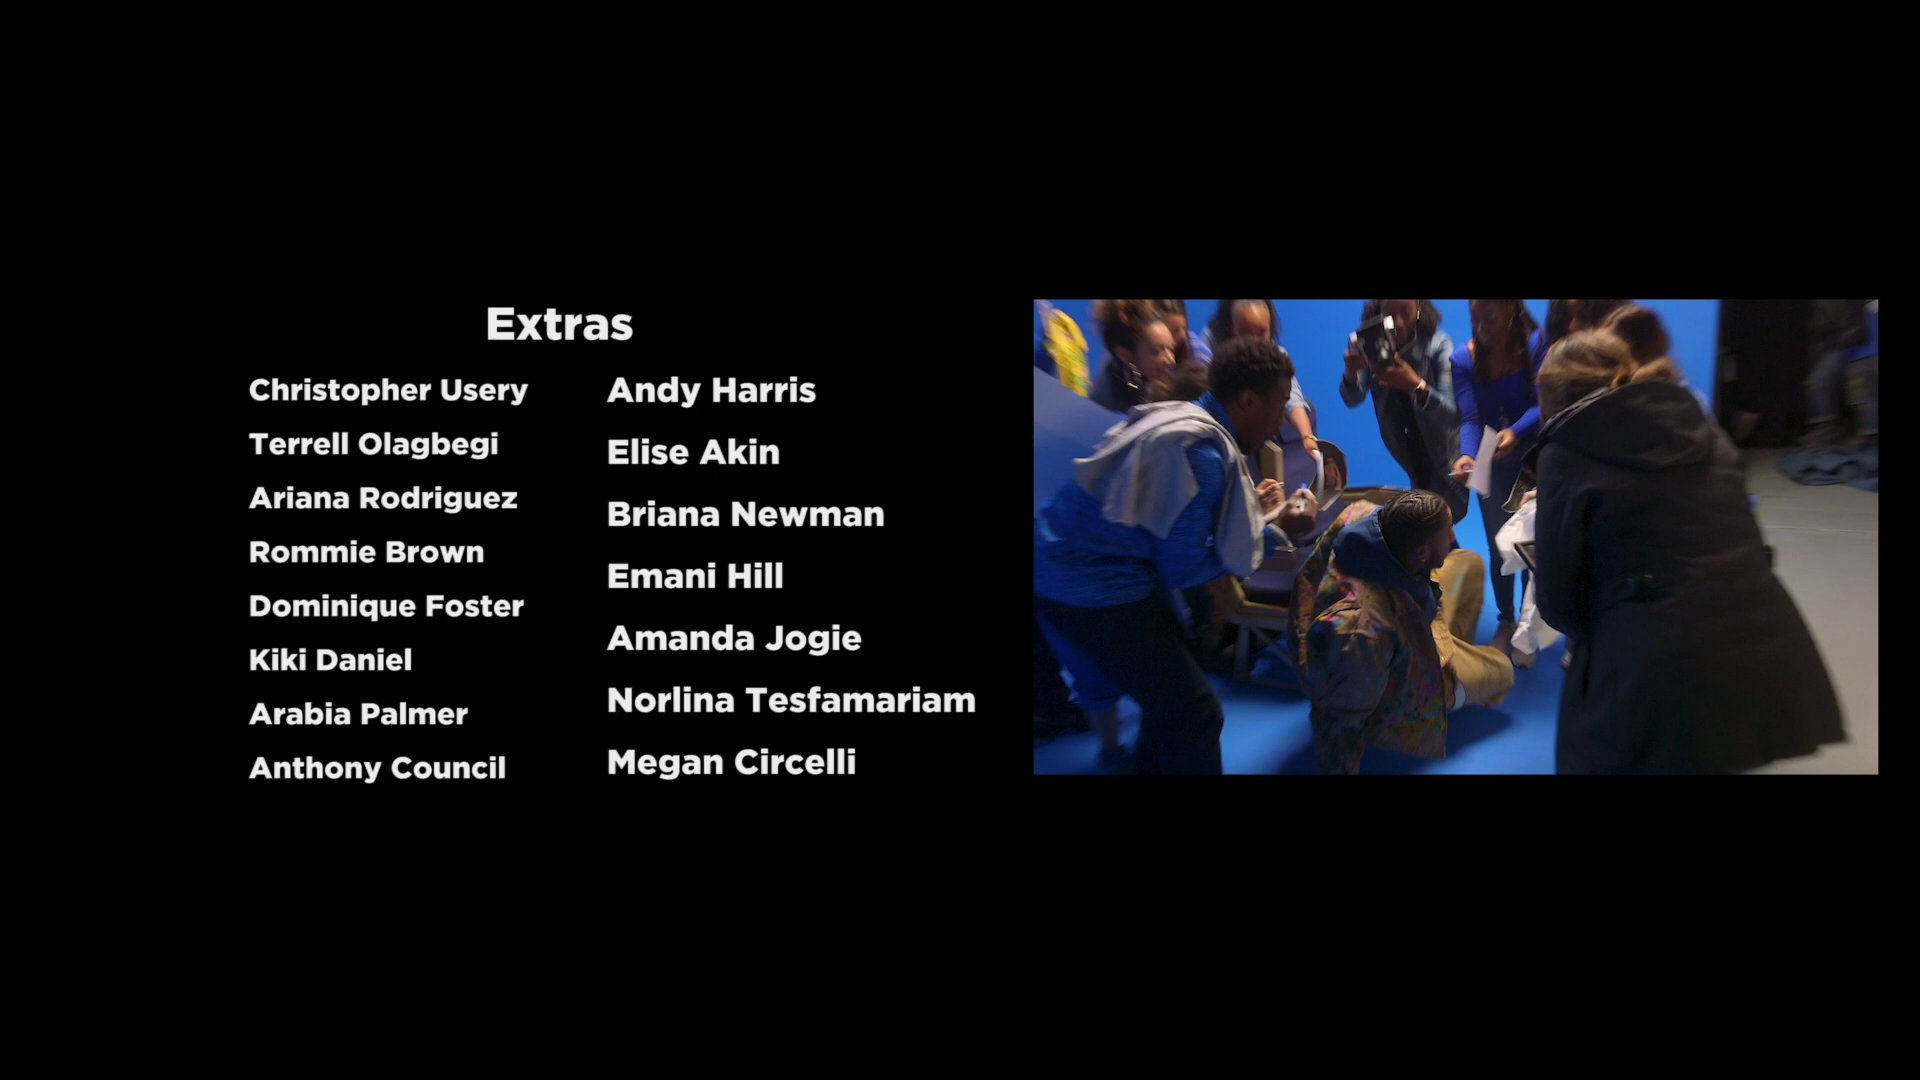 Extras
Christopher Usery
Terrell Olagbegi
Ariana Rodriguez
Rommie Brown
Dominique Foster
Kiki Daniel
Arabia Palmer
Anthony Council
Andy Harris
Elise Akin
Briana Newman
Emani Hill
Amanda Jogie
Norlina Tesfamariam
Megan Circelli